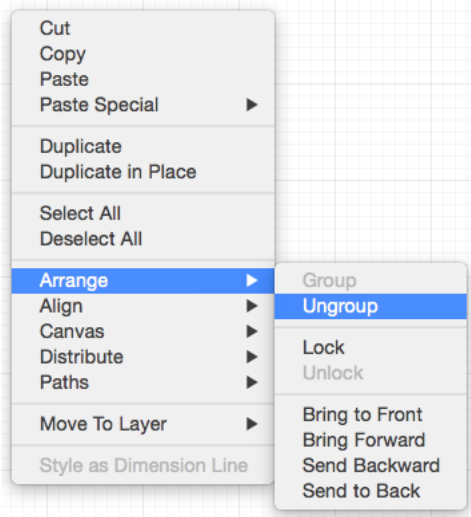 Cut
Copy
Paste
Paste Special
Duplicate
Duplicate in Place
Select All
Deselect All
Arrange
Align
Canvas
Distribute
Paths
Move To Layer
Style as Dimension Line
Group
Ungroup
Lock
Unlock
Bring to Front
Bring Forward
Send Backward
Send to Back